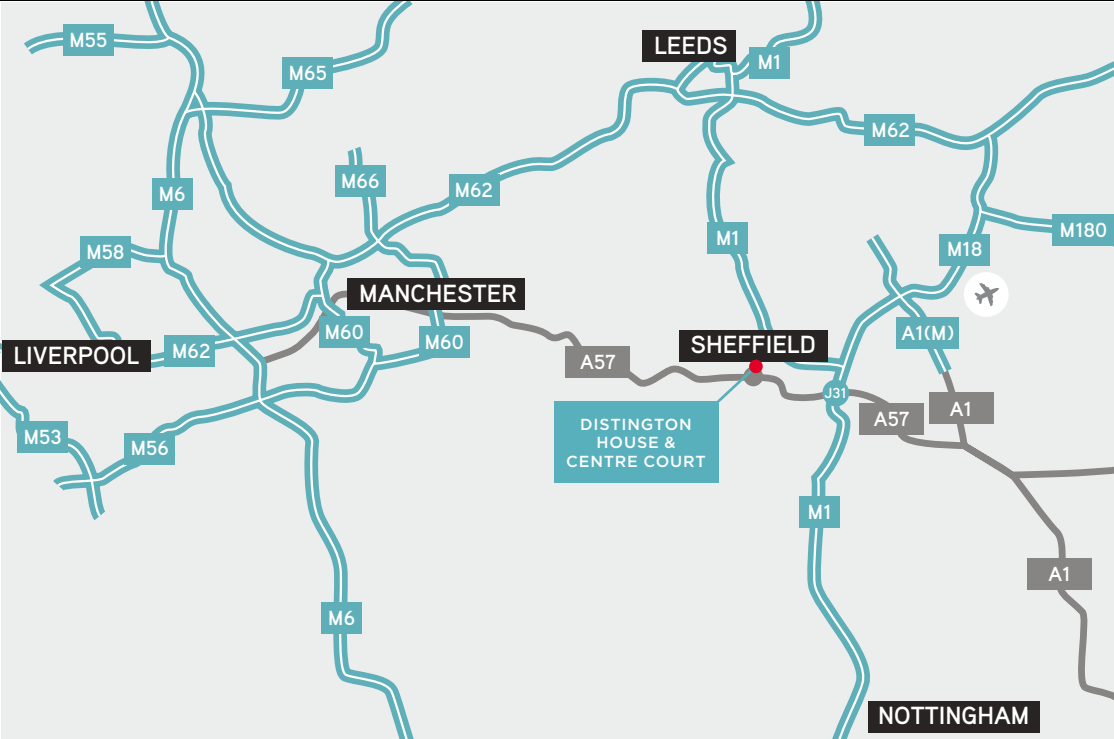 M55
LEEDS
M1
M65
M62
M66
M6
M62
M180
M1
M18
M58
MANCHESTER
M60
M60
A1(M)
SHEFFIELD
M62
LIVERPOOL
A57
J31
A1
A57
DISTINGTON
HOUSE &
CENTRE COURT
M53
M56
M1
A1
M6
NOTTINGHAM